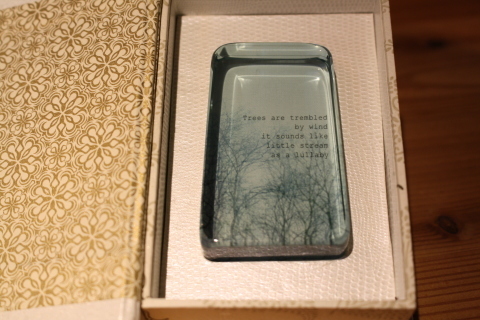 Trees are trembled
by wind
it sounds like
little stream
as a lullaby